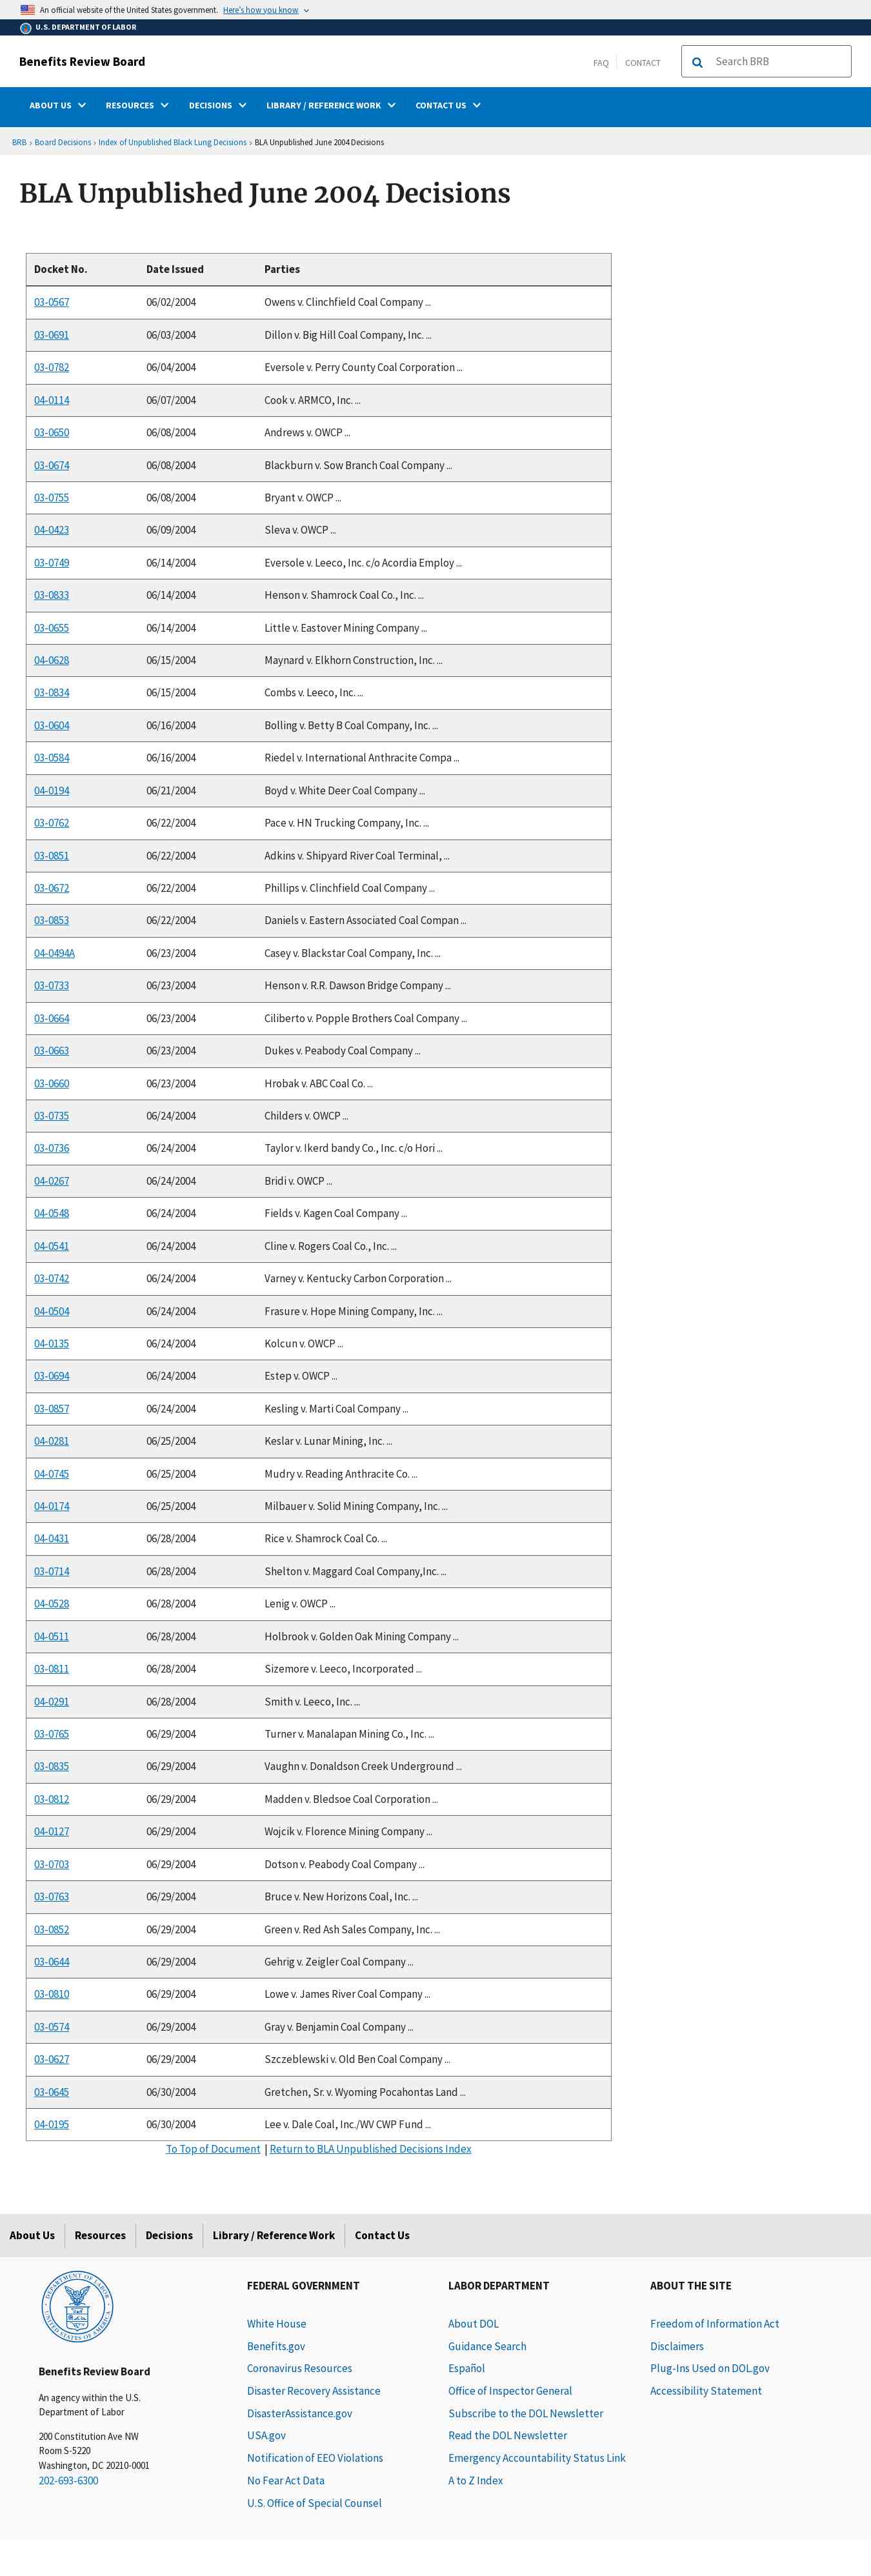 An official website of the United States government. Here's how you know
U.S. DEPARTMENT OF LABOR
Benefits Review Board
FAQ
CONTACT
Search BRB
ABOUT US
RESOURCES
DECISIONS
LIBRARY / REFERENCE WORK
CONTACT US
BRB › Board Decisions › Index of Unpublished Black Lung Decisions › BLA Unpublished June 2004 Decisions
BLA Unpublished June 2004 Decisions
Docket No. Date Issued Parties
03-0567 06/02/2004 Owens v. Clinchfield Coal Company ...
03-0691 06/03/2004 Dillon v. Big Hill Coal Company, Inc. ...
03-0782 06/04/2004 Eversole v. Perry County Coal Corporation ...
04-0114 06/07/2004 Cook v. ARMCO, Inc. ...
03-0650 06/08/2004 Andrews v. OWCP ...
03-0674 06/08/2004 Blackburn v. Sow Branch Coal Company ...
03-0755 06/08/2004 Bryant v. OWCP ...
04-0423 06/09/2004 Sleva v. OWCP ...
03-0749 06/14/2004 Eversole v. Leeco, Inc. c/o Acordia Employ ...
03-0833 06/14/2004 Henson v. Shamrock Coal Co., Inc. ...
03-0655 06/14/2004 Little v. Eastover Mining Company ...
04-0628 06/15/2004 Maynard v. Elkhorn Construction, Inc. ...
03-0834 06/15/2004 Combs v. Leeco, Inc. ...
03-0604 06/16/2004 Bolling v. Betty B Coal Company, Inc. ...
03-0584 06/16/2004 Riedel v. International Anthracite Compa ...
04-0194 06/21/2004 Boyd v. White Deer Coal Company ...
03-0762 06/22/2004 Pace v. HN Trucking Company, Inc. ...
03-0851 06/22/2004 Adkins v. Shipyard River Coal Terminal, ...
03-0672 06/22/2004 Phillips v. Clinchfield Coal Company ...
03-0853 06/22/2004 Daniels v. Eastern Associated Coal Compan ...
04-0494A 06/23/2004 Casey v. Blackstar Coal Company, Inc. ...
03-0733 06/23/2004 Henson v. R.R. Dawson Bridge Company ...
03-0664 06/23/2004 Ciliberto v. Popple Brothers Coal Company ...
03-0663 06/23/2004 Dukes v. Peabody Coal Company ...
03-0660 06/23/2004 Hrobak v. ABC Coal Co. ...
03-0735 06/24/2004 Childers v. OWCP ...
03-0736 06/24/2004 Taylor v. Ikerd bandy Co., Inc. c/o Hori ...
04-0267 06/24/2004 Bridi v. OWCP ...
04-0548 06/24/2004 Fields v. Kagen Coal Company ...
04-0541 06/24/2004 Cline v. Rogers Coal Co., Inc. ...
03-0742 06/24/2004 Varney v. Kentucky Carbon Corporation ...
04-0504 06/24/2004 Frasure v. Hope Mining Company, Inc. ...
04-0135 06/24/2004 Kolcun v. OWCP ...
03-0694 06/24/2004 Estep v. OWCP ...
03-0857 06/24/2004 Kesling v. Marti Coal Company ...
04-0281 06/25/2004 Keslar v. Lunar Mining, Inc. ...
04-0745 06/25/2004 Mudry v. Reading Anthracite Co. ...
04-0174 06/25/2004 Milbauer v. Solid Mining Company, Inc. ...
04-0431 06/28/2004 Rice v. Shamrock Coal Co. ...
03-0714 06/28/2004 Shelton v. Maggard Coal Company,Inc. ...
04-0528 06/28/2004 Lenig v. OWCP ...
04-0511 06/28/2004 Holbrook v. Golden Oak Mining Company ...
03-0811 06/28/2004 Sizemore v. Leeco, Incorporated ...
04-0291 06/28/2004 Smith v. Leeco, Inc. ...
03-0765 06/29/2004 Turner v. Manalapan Mining Co., Inc. ...
03-0835 06/29/2004 Vaughn v. Donaldson Creek Underground ...
03-0812 06/29/2004 Madden v. Bledsoe Coal Corporation ...
04-0127 06/29/2004 Wojcik v. Florence Mining Company ...
03-0703 06/29/2004 Dotson v. Peabody Coal Company ...
03-0763 06/29/2004 Bruce v. New Horizons Coal, Inc. ...
03-0852 06/29/2004 Green v. Red Ash Sales Company, Inc. ...
03-0644 06/29/2004 Gehrig v. Zeigler Coal Company ...
03-0810 06/29/2004 Lowe v. James River Coal Company ...
03-0574 06/29/2004 Gray v. Benjamin Coal Company ...
03-0627 06/29/2004 Szczeblewski v. Old Ben Coal Company ...
03-0645 06/30/2004 Gretchen, Sr. v. Wyoming Pocahontas Land ...
04-0195 06/30/2004 Lee v. Dale Coal, Inc./WV CWP Fund ...
To Top of Document | Return to BLA Unpublished Decisions Index
About Us
Resources
Decisions
Library / Reference Work
Contact Us
DEPARTMENT OF LABOR
UNITED STATES OF AMERICA
Benefits Review Board
An agency within the U.S.
Department of Labor
200 Constitution Ave NW
Room S-5220
Washington, DC 20210-0001
202-693-6300
FEDERAL GOVERNMENT
White House
Benefits.gov
Coronavirus Resources
Disaster Recovery Assistance
DisasterAssistance.gov
USA.gov
Notification of EEO Violations
No Fear Act Data
U.S. Office of Special Counsel
LABOR DEPARTMENT
About DOL
Guidance Search
Español
Office of Inspector General
Subscribe to the DOL Newsletter
Read the DOL Newsletter
Emergency Accountability Status Link
A to Z Index
ABOUT THE SITE
Freedom of Information Act
Disclaimers
Plug-Ins Used on DOL.gov
Accessibility Statement